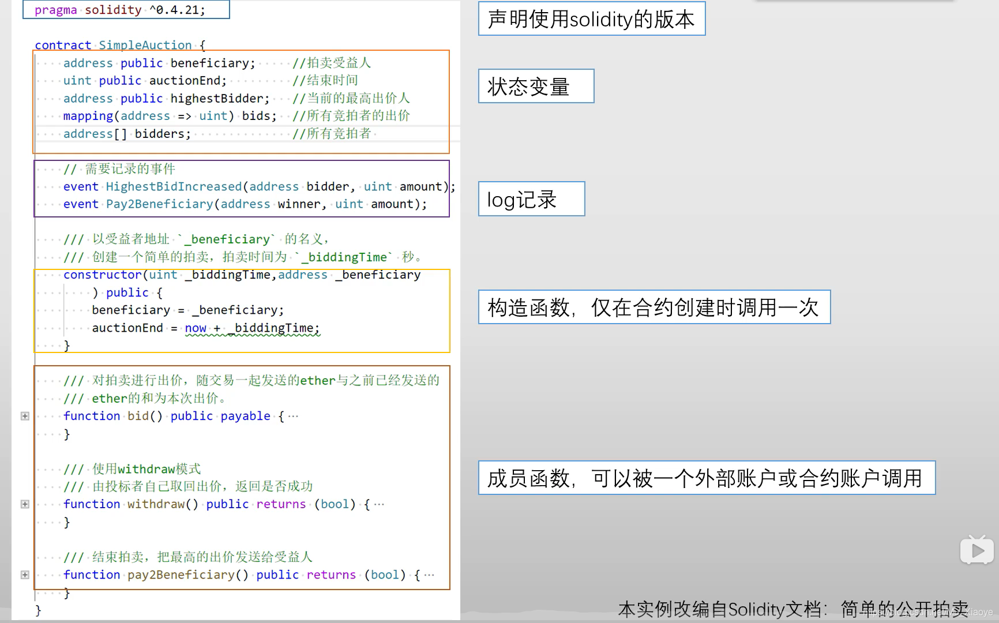 pragma solidity ^0.4.21;
声明使用solidity的版本
contract SimpleAuction {
address public beneficiary; //拍卖受益人
uint public auctionEnd; //结束时间
address public highestBidder; //当前的最高出价人
mapping(address => uint) bids; //所有竞拍者的出价
address[] bidders; //所有竞拍者
状态变量
// 需要记录的事件
event HighestBidIncreased(address bidder, uint amount);
event Pay2Beneficiary(address winner, uint amount);
log记录
/// 以受益者地址 `_beneficiary` 的名义，
/// 创建一个简单的拍卖，拍卖时间为 `_biddingTime` 秒。
constructor(uint _biddingTime,address _beneficiary
) public {
beneficiary = _beneficiary;
auctionEnd = now + _biddingTime;
}
构造函数，仅在合约创建时调用一次
/// 对拍卖进行出价，随交易一起发送的ether与之前已经发送的
/// ether的和为本次出价。
function bid() public payable {···
}
/// 使用withdraw模式
/// 由投标者自己取回出价，返回是否成功
function withdraw() public returns (bool) {···
}
/// 结束拍卖，把最高的出价发送给受益人
function pay2Beneficiary() public returns (bool) {···
}
}
成员函数，可以被一个外部账户或合约账户调用
本实例改编自Solidity文档：简单的公开拍卖